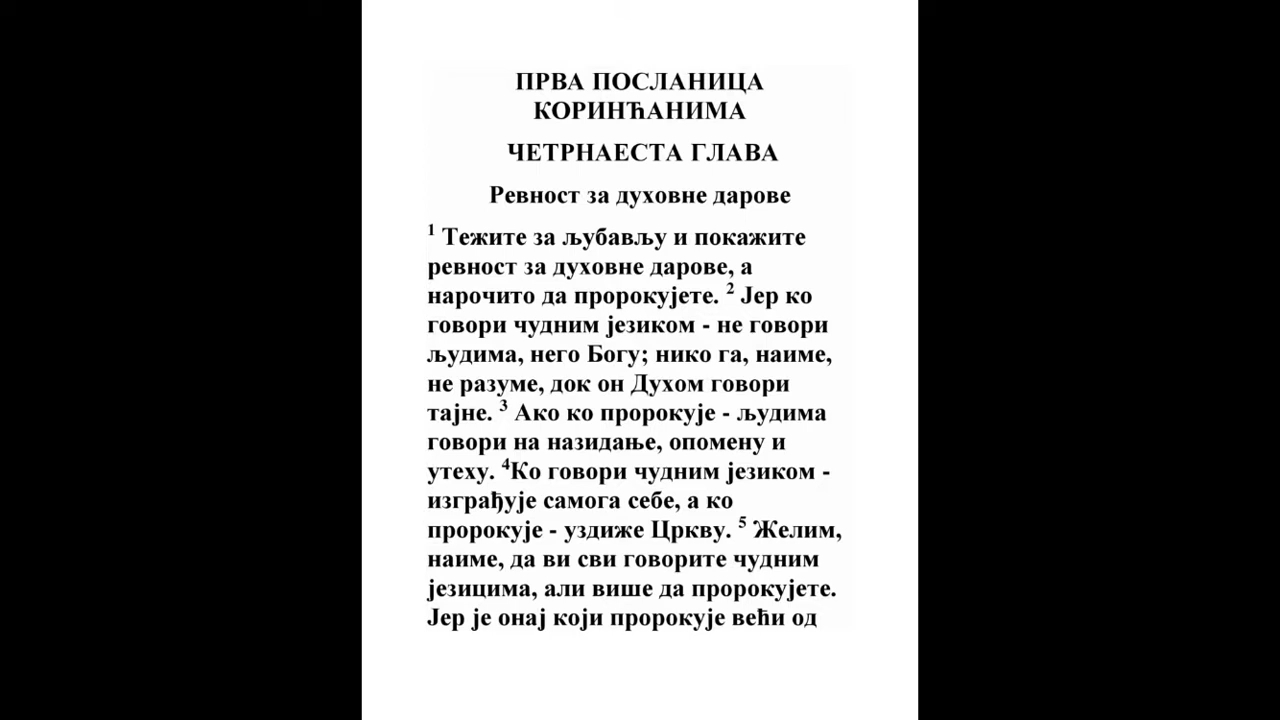 ПРВА ПОСЛАНИЦА
КОРИНЋАНИМА
ЧЕТРНАЕСТА ГЛАВА
Ревност за духовне дарове
1 Тежите за љубављу и покажите
ревност за духовне дарове, а
нарочито да пророкујете. 2 Јер ко
говори чудним језиком - не говори
људима, него Богу; нико га, наиме,
не разуме, док он Духом говори
тајне. 3 Ако ко пророкује - људима
говори на назидање, опомену и
утеху. 4Ко говори чудним језиком -
изграђује самога себе, а ко
пророкује - уздиже Цркву. 5 Желим,
наиме, да ви сви говорите чудним
језицима, али више да пророкујете.
Јер је онај који пророкује већи од